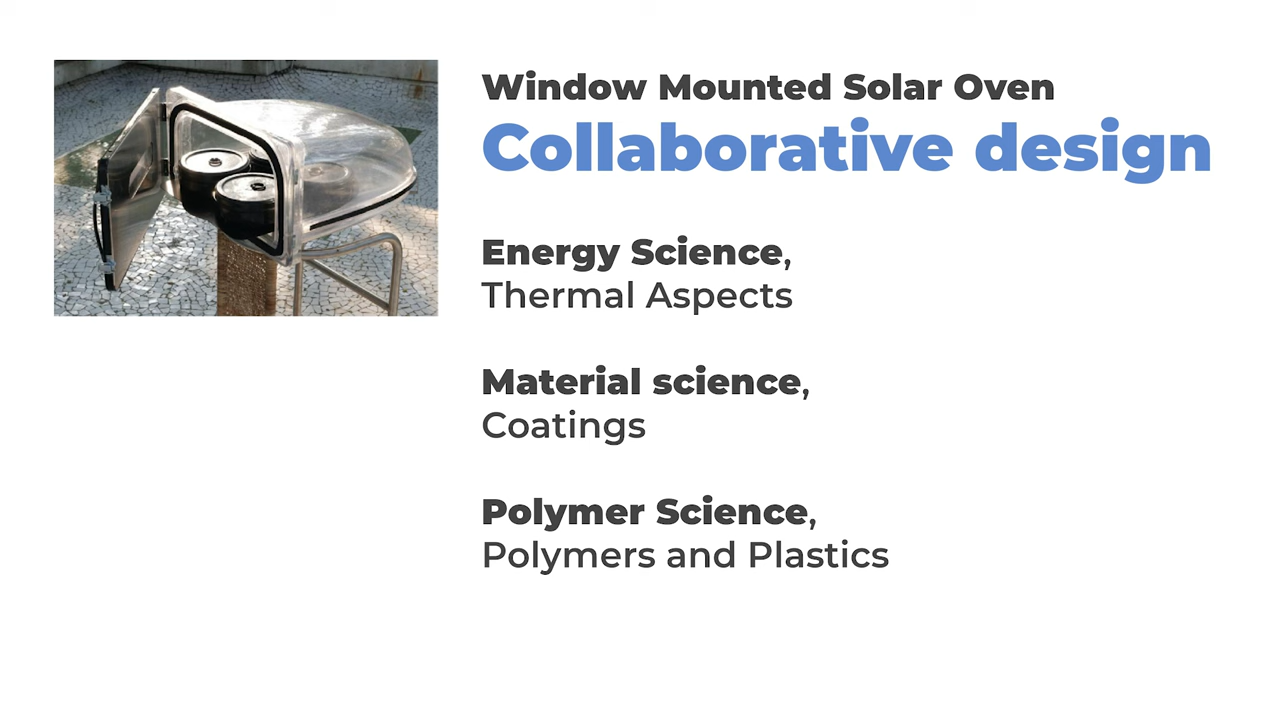 Window Mounted Solar Oven
Collaborative design
Energy Science,
Thermal Aspects
Material science,
Coatings
Polymer Science,
Polymers and Plastics